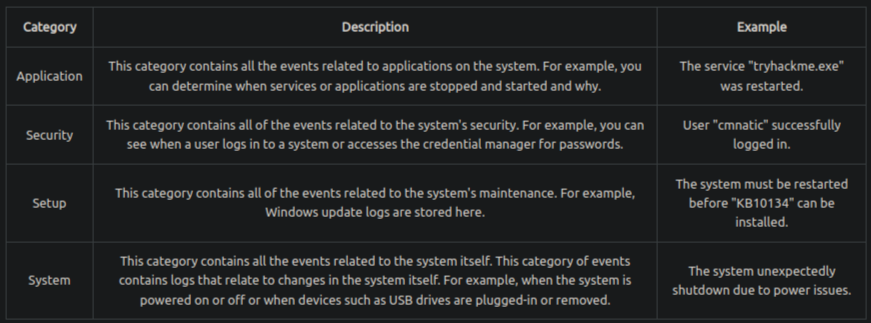 Category Description Example
Application
This category contains all the events related to applications on the system. For example, you
can determine when services or applications are stopped and started and why.
The service "tryhackme.exe"
was restarted.
Security
This category contains all of the events related to the system's security. For example, you can
see when a user logs in to a system or accesses the credential manager for passwords.
User "cmnatic" successfully
logged in.
Setup
This category contains all of the events related to the system's maintenance. For example,
Windows update logs are stored here.
The system must be restarted
before "KB10134" can be
installed.
System
This category contains all the events related to the system itself. This category of events
contains logs that relate to changes in the system itself. For example, when the system is
powered on or off or when devices such as USB drives are plugged-in or removed.
The system unexpectedly
shutdown due to power issues.